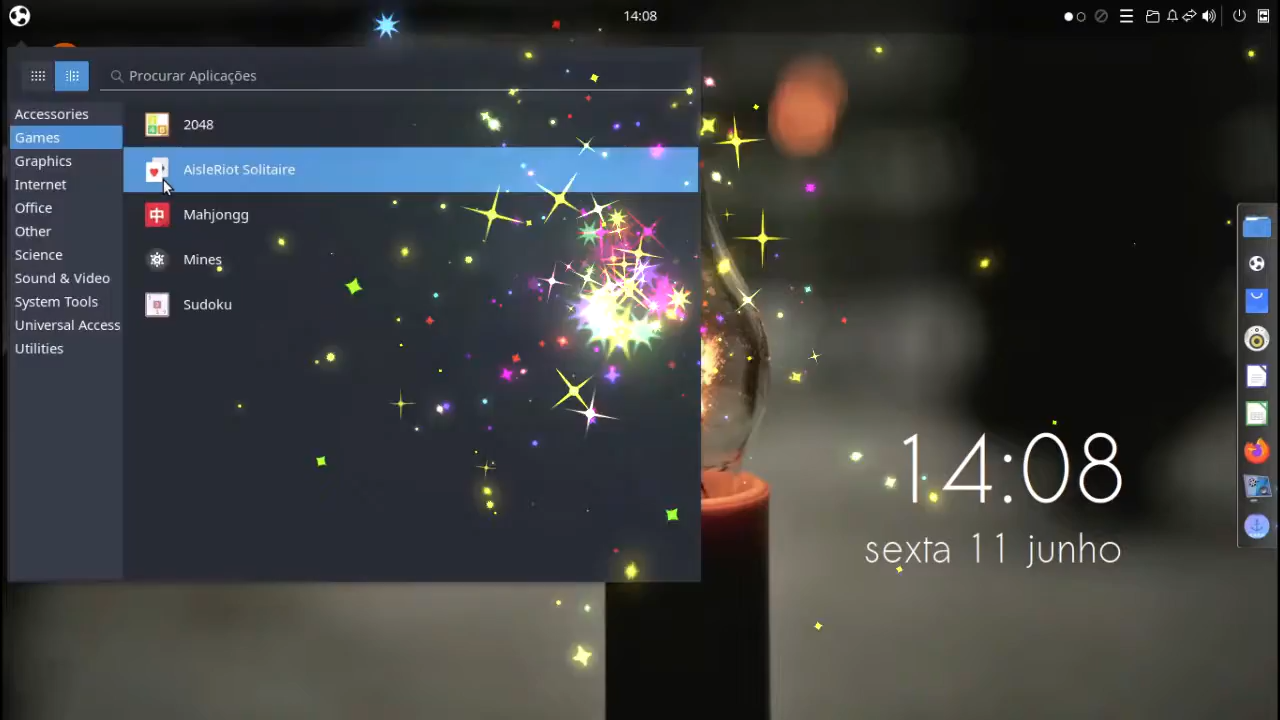 14:08
Procurar Aplicações
Accessories
Games
Graphics
Internet
Office
Other
Science
Sound & Video
System Tools
Universal Access
Utilities
2048
AisleRiot Solitaire
Mahjongg
Mines
Sudoku
14:08
sexta 11 junho